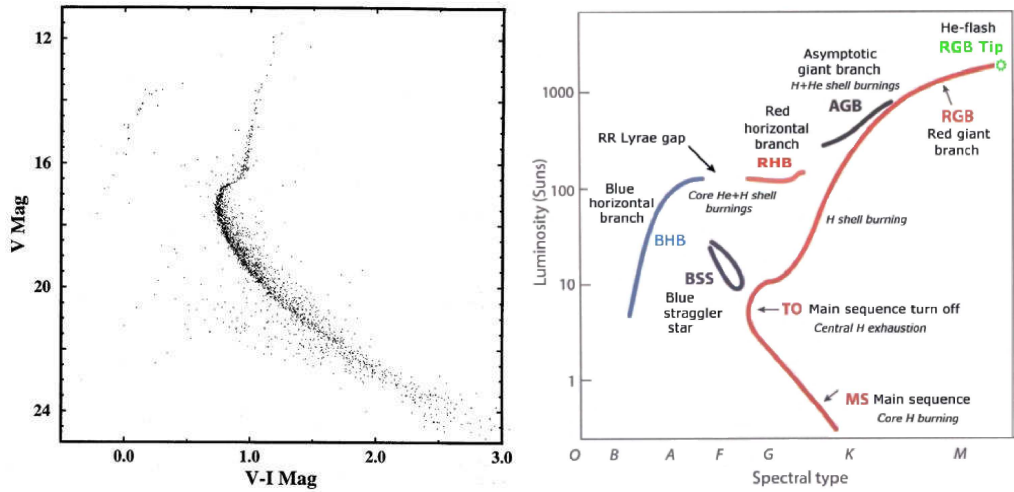 12
16
20
24
V Mag
0.0
1.0
2.0
3.0
V-I Mag
He-flash
RGB Tip
Asymptotic
giant branch
H+He shell burnings
AGB
RGB
Red giant
branch
Red
horizontal
branch
RHB
RR Lyrae gap
Core He+H shell
burnings
Blue
horizontal
branch
BHB
H shell burning
BSS
Blue
straggler
star
TO Main sequence turn off
Central H exhaustion
MS Main sequence
Core H burning
1000
100
10
1
Luminosity (Suns)
O B A F G K M
Spectral type